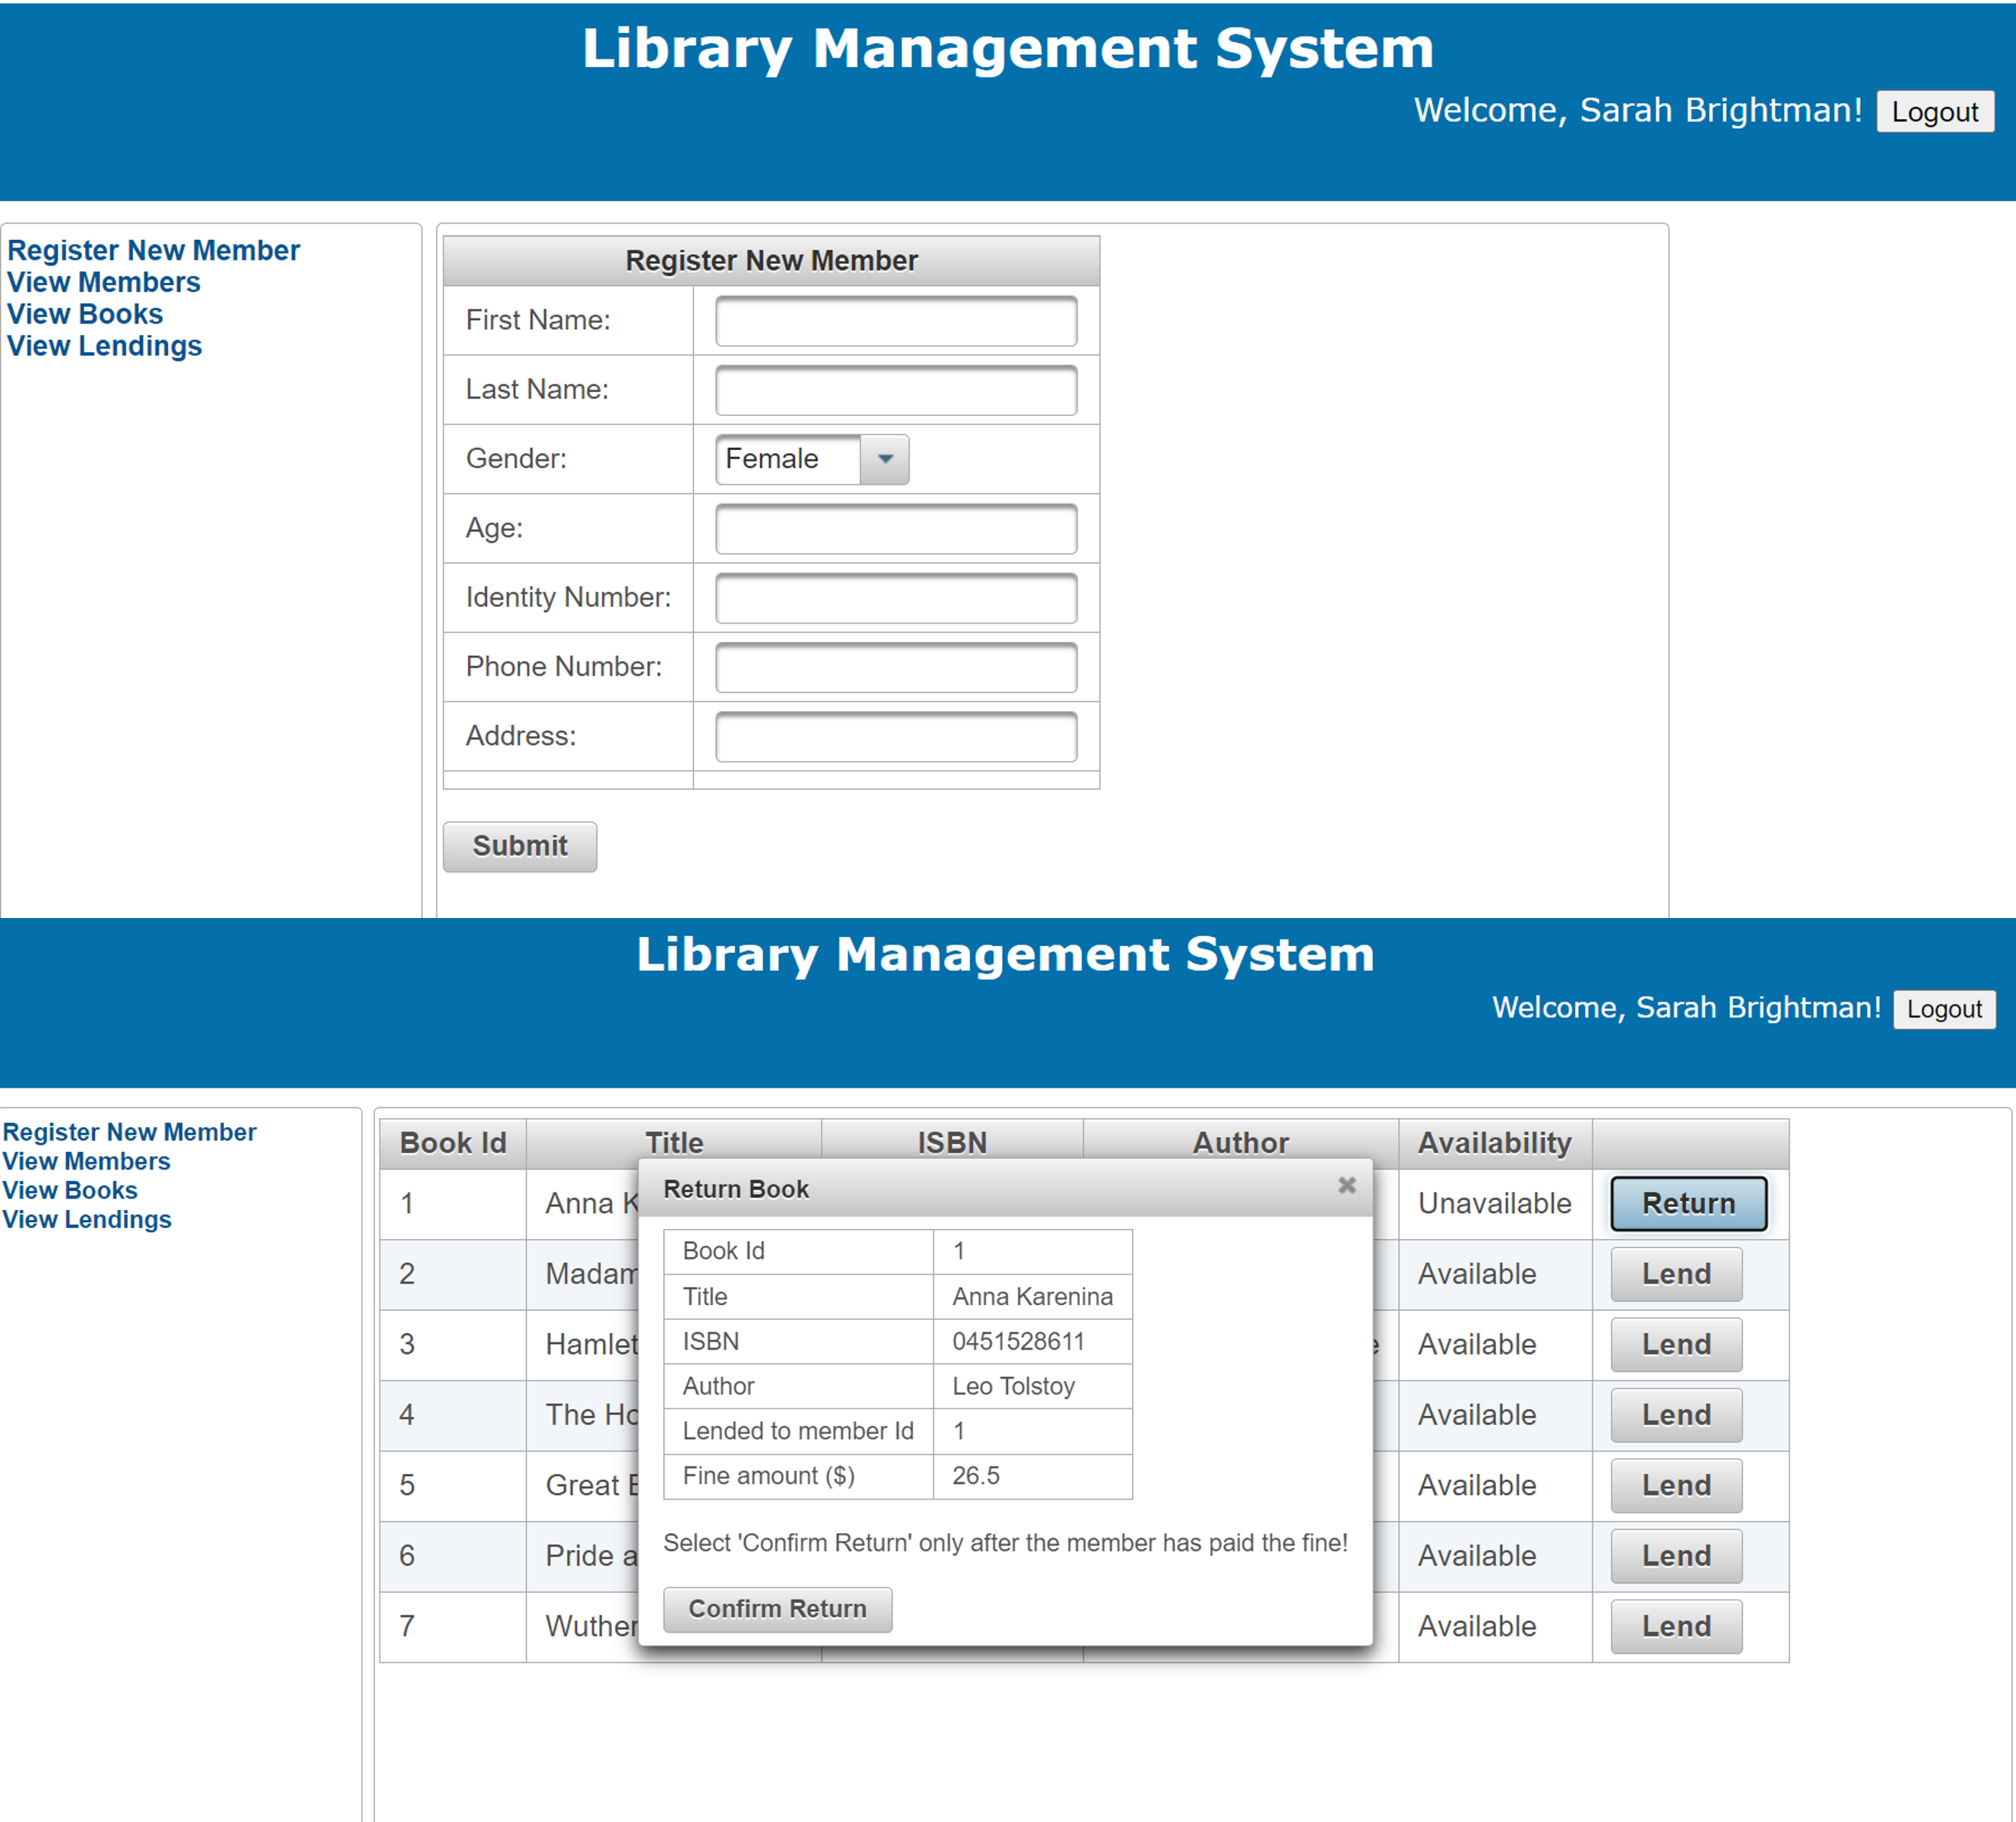 Library Management System
Welcome, Sarah Brightman! Logout
Register New Member
View Members
View Books
View Lendings
Register New Member
First Name:
Last Name:
Gender: Female
Age:
Identity Number:
Phone Number:
Address:
Submit
Library Management System
Welcome, Sarah Brightman! Logout
Register New Member
View Members
View Books
View Lendings
Book Id Title ISBN Author Availability
1 Anna K Unavailable Return
2 Madam Available Lend
3 Hamlet e Available Lend
4 The Ho Available Lend
5 Great Available Lend
6 Pride a Available Lend
7 Wuther Available Lend
Return Book
Book Id 1
Title Anna Karenina
ISBN 0451528611
Author Leo Tolstoy
Lended to member Id 1
Fine amount ($) 26.5
Select 'Confirm Return' only after the member has paid the fine!
Confirm Return